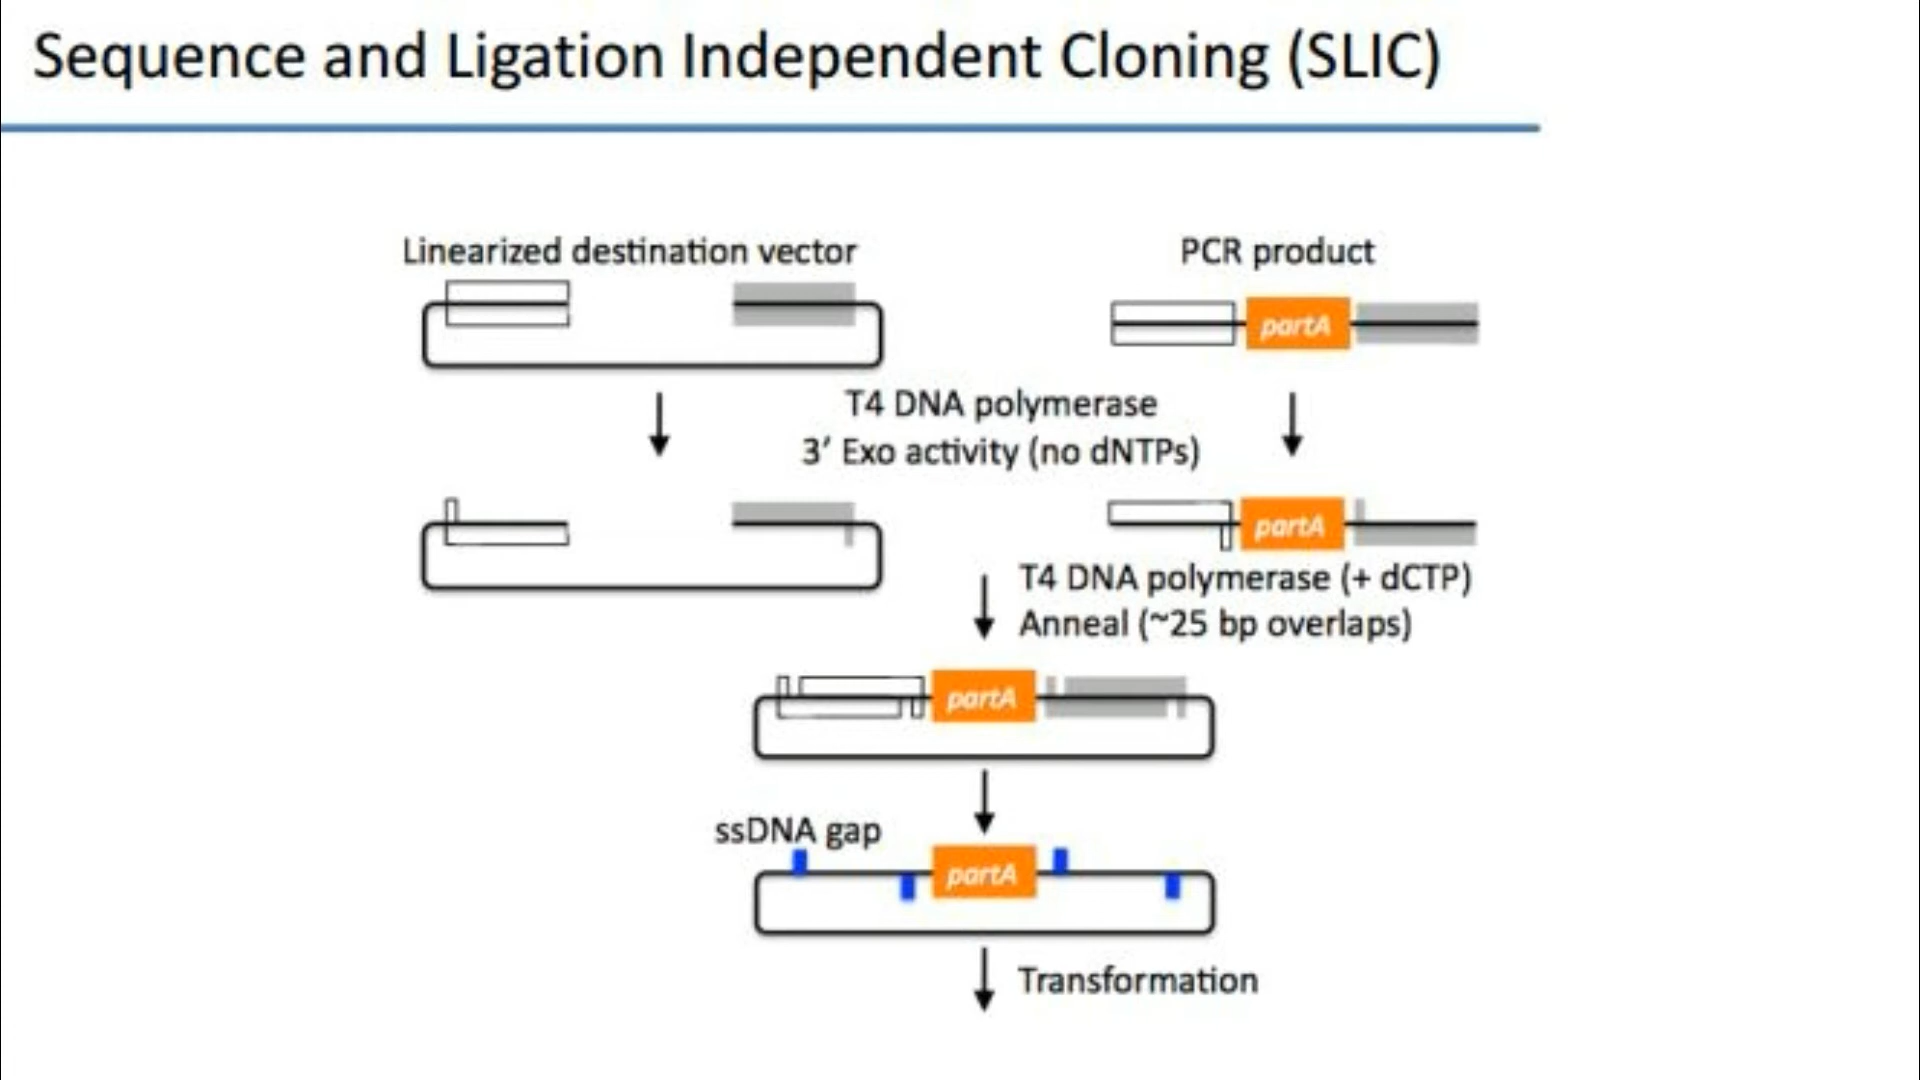 Sequence and Ligation Independent Cloning (SLIC)
Linearized destination vector
PCR product
partA
T4 DNA polymerase
3’ Exo activity (no dNTPs)
partA
T4 DNA polymerase (+ dCTP)
Anneal (~25 bp overlaps)
partA
ssDNA gap
partA
Transformation